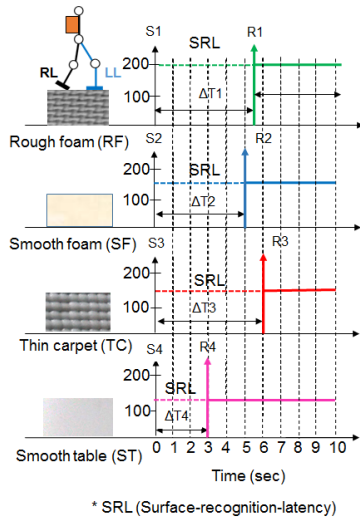 S1 SRL R1
200
100
RL LL
ΔT1
Rough foam (RF)
S2 R2
200 SRL
100
ΔT2
Smooth foam (SF)
S3 R3
200 SRL
100
ΔT3
Thin carpet (TC)
S4 R4
200
SRL
100
ΔT4
Smooth table (ST)
0 1 2 3 4 5 6 7 8 9 10
Time (sec)
* SRL (Surface-recognition-latency)